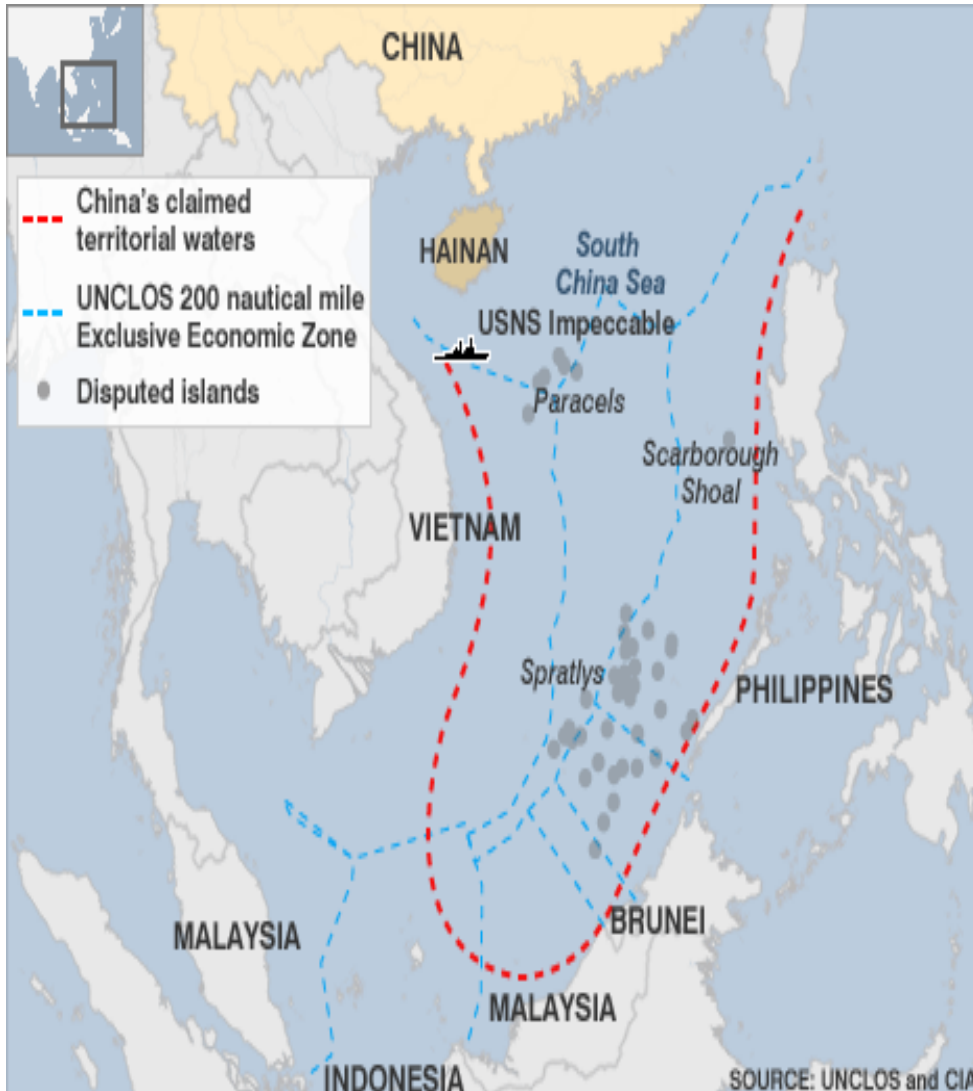 CHINA
China's claimed
territorial waters
UNCLOS 200 nautical mile
Exclusive Economic Zone
Disputed islands
HAINAN
South
China Sea
USNS Impeccable
Paracels
Scarborough
Shoal
VIETNAM
Spratlys
PHILIPPINES
BRUNEI
MALAYSIA
MALAYSIA
INDONESIA
SOURCE: UNCLOS and CIA